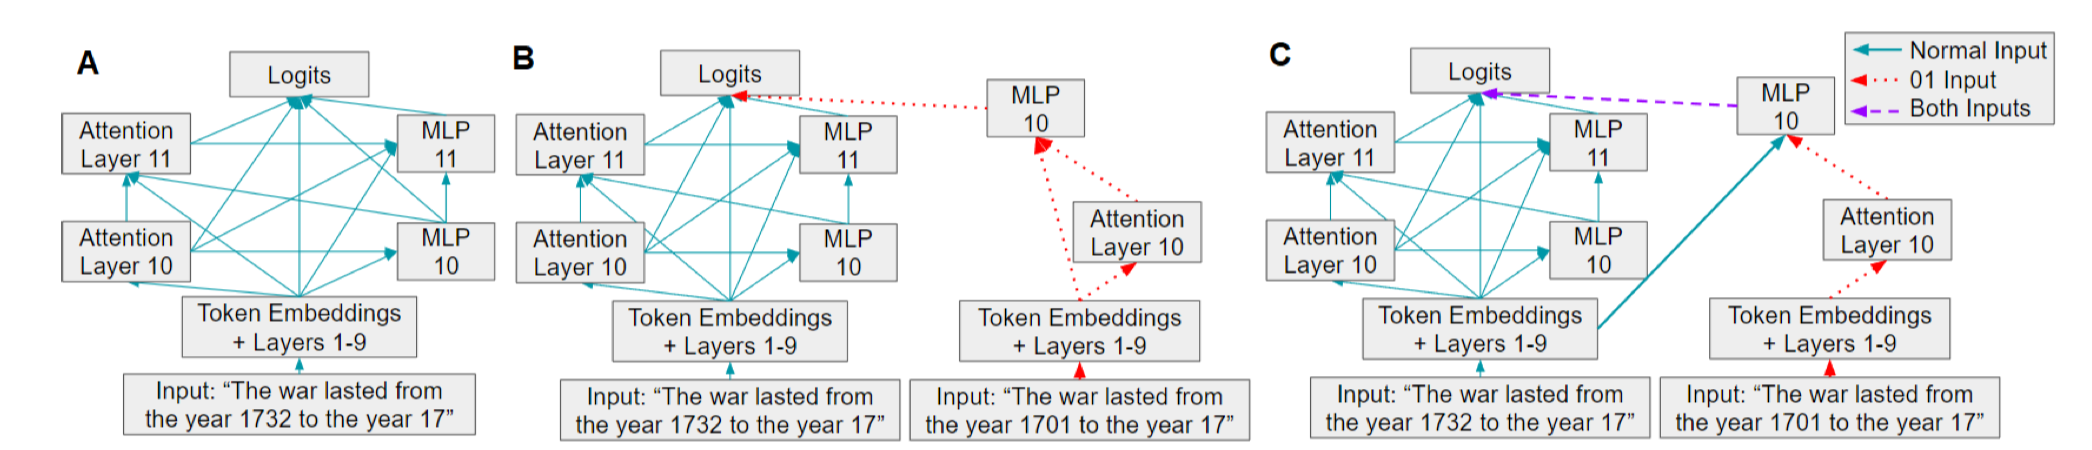 A
Logits
Attention
Layer 11
MLP
11
Attention
Layer 10
MLP
10
Token Embeddings
+ Layers 1-9
Input: “The war lasted from
the year 1732 to the year 17”
B
Logits
MLP
10
Attention
Layer 11
MLP
11
Attention
Layer 10
MLP
10
Attention
Layer 10
Token Embeddings
+ Layers 1-9
Token Embeddings
+ Layers 1-9
Input: “The war lasted from
the year 1732 to the year 17”
Input: “The war lasted from
the year 1701 to the year 17”
C
Logits
MLP
10
Attention
Layer 11
MLP
11
Attention
Layer 10
MLP
10
Attention
Layer 10
Token Embeddings
+ Layers 1-9
Token Embeddings
+ Layers 1-9
Input: “The war lasted from
the year 1732 to the year 17”
Input: “The war lasted from
the year 1701 to the year 17”
Normal Input
01 Input
Both Inputs